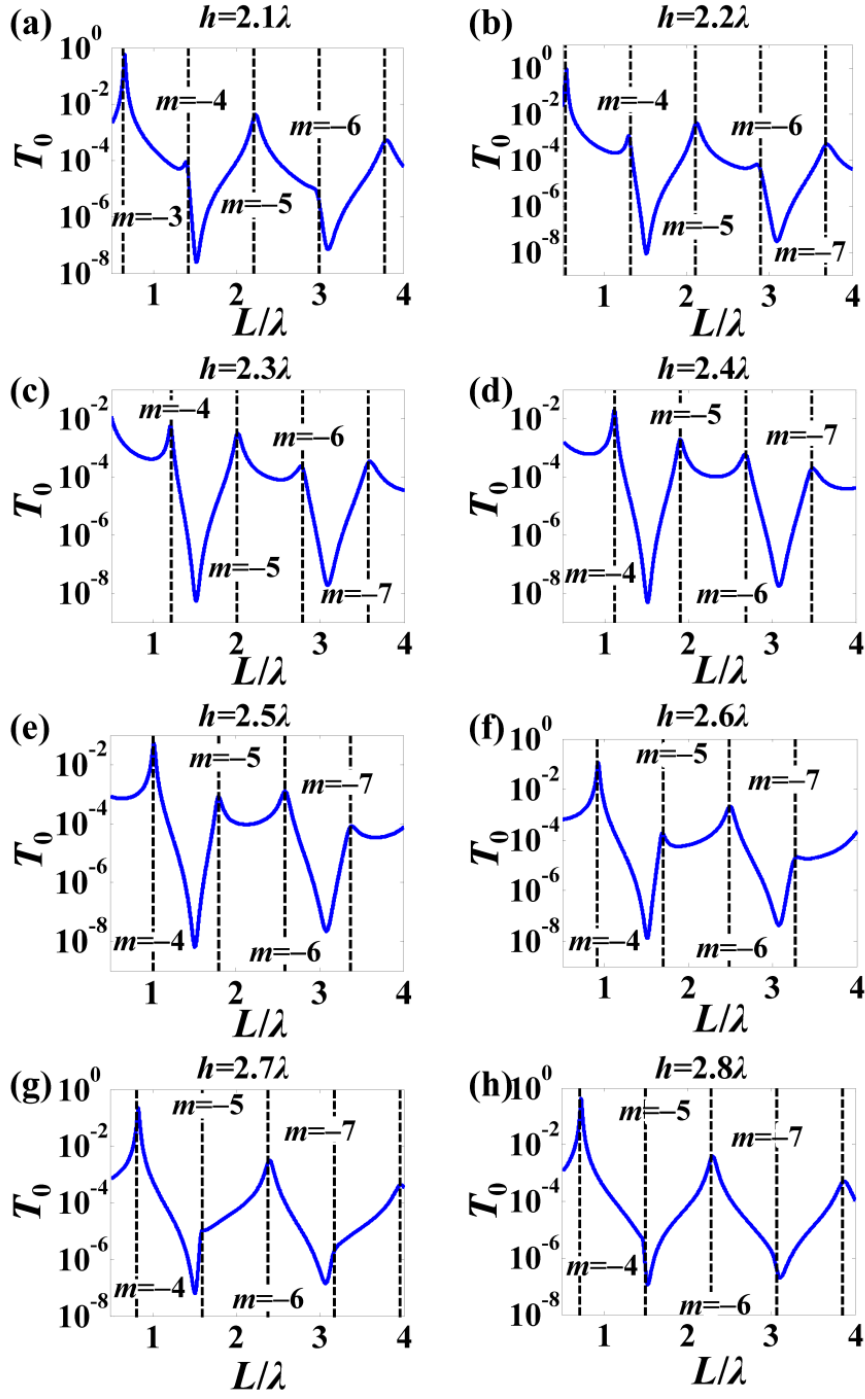 (a) h=2.1λ
10^0
10^-2
10^-4
10^-6
10^-8
T_0
m=–4
m=–6
m=–3
m=–5
1 2 3 4
L/λ
(b) h=2.2λ
10^0
10^-2
10^-4
10^-6
10^-8
T_0
m=–4
m=–6
m=–5
m=–7
1 2 3 4
L/λ
(c) h=2.3λ
10^-2
10^-4
10^-6
10^-8
T_0
m=–4
m=–6
m=–5
m=–7
1 2 3 4
L/λ
(d) h=2.4λ
10^-2
10^-4
10^-6
10^-8
T_0
m=–5
m=–7
m=–4
m=–6
1 2 3 4
L/λ
(e) h=2.5λ
10^-2
10^-4
10^-6
10^-8
T_0
m=–5
m=–7
m=–4
m=–6
1 2 3 4
L/λ
(f) h=2.6λ
10^0
10^-2
10^-4
10^-6
10^-8
T_0
m=–5
m=–7
m=–4
m=–6
1 2 3 4
L/λ
(g) h=2.7λ
10^0
10^-2
10^-4
10^-6
10^-8
T_0
m=–5
m=–7
m=–4
m=–6
1 2 3 4
L/λ
(h) h=2.8λ
10^0
10^-2
10^-4
10^-6
10^-8
T_0
m=–5
m=–7
m=–4
m=–6
1 2 3 4
L/λ